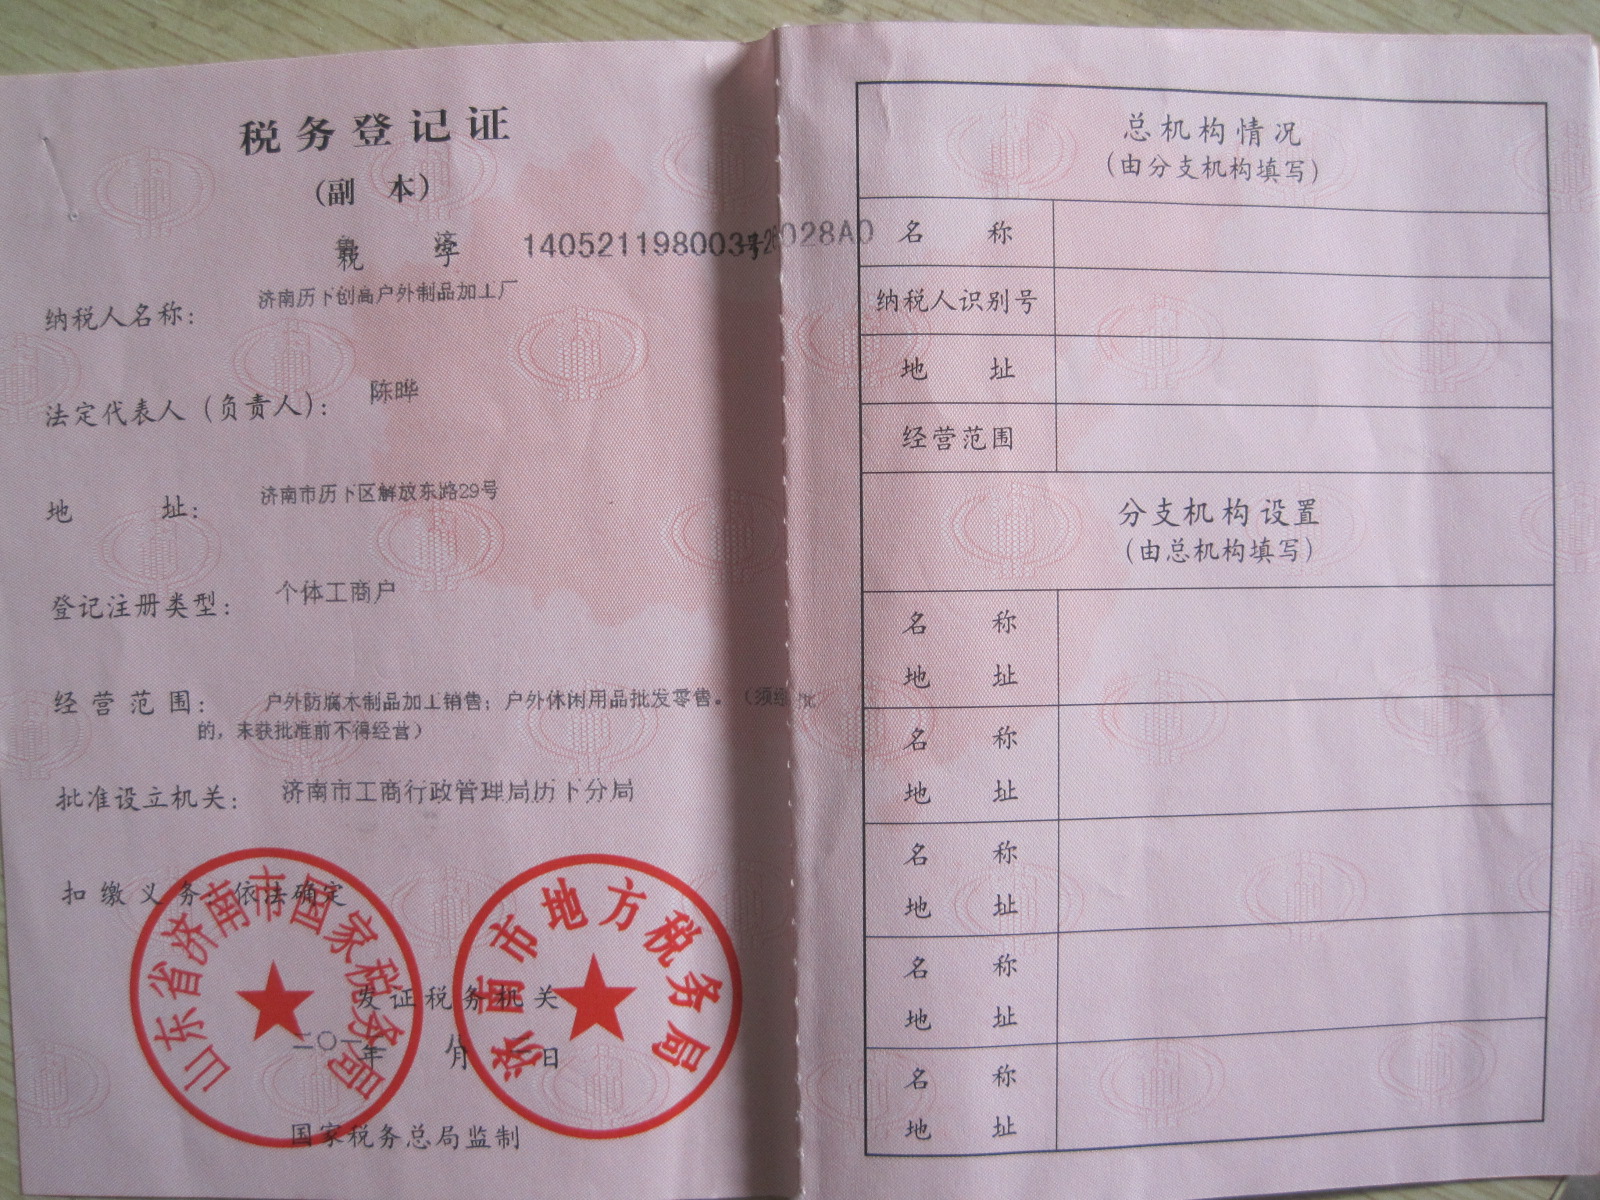 税务登记证
(副 本)
鲁 济
税 字 140521198003 028A0
号
纳税人名称: 济南历下创高户外制品加工厂
法定代表人(负责人): 陈晔
地 址: 济南市历下区解放东路29号
登记注册类型: 个体工商户
经营范围: 户外防腐木制品加工销售;户外休闲用品批发零售。(须经 批
的,未获批准前不得经营)
批准设立机关: 济南市工商行政管理局历下分局
扣缴义务:依法确定
山东省济南市国家税务局
济南市地方税务局
发证税务机关
二〇一 年 月 日
国家税务总局监制
总机构情况
(由分支机构填写)
名 称
纳税人识别号
地 址
经营范围
分支机构设置
(由总机构填写)
名 称
地 址
名 称
地 址
名 称
地 址
名 称
地 址
名 称
地 址